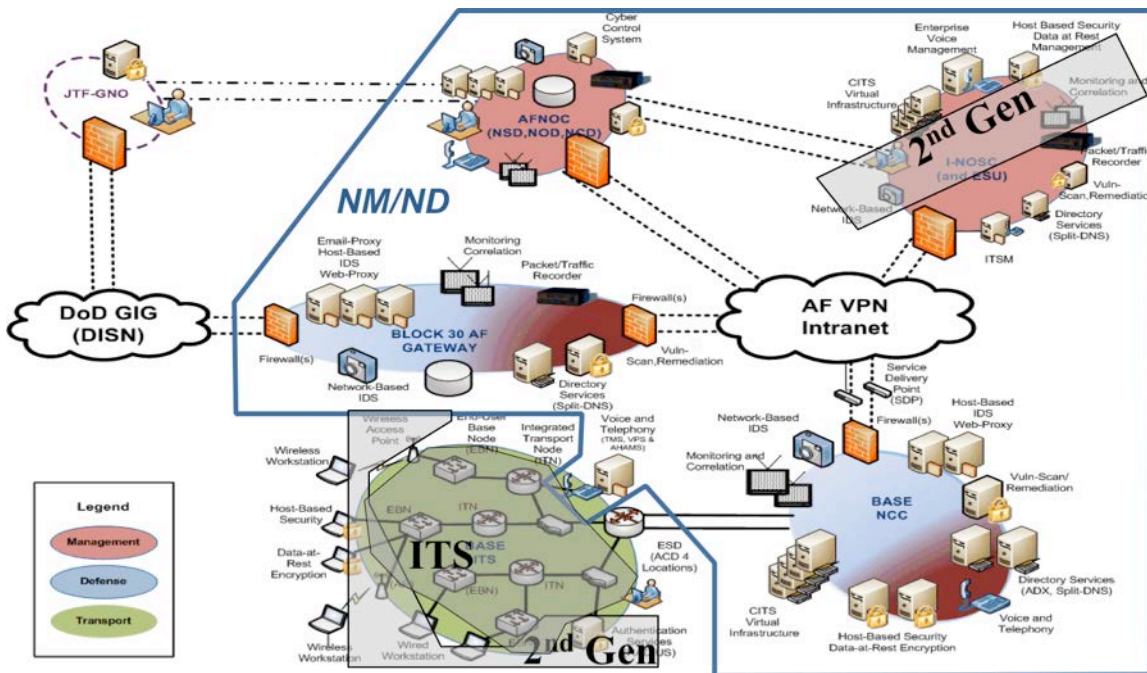 Cyber
Control
System
JTF-GNO
AFNOC
(NSD,NOD,NCD)
Enterprise
Voice
Management
Host Based Security
Data at Rest
Management
CITS
Virtual
Infrastructure
Monitoring and
Correlation
2nd Gen
I-NOSC
(and ESU)
Packet/Traffic
Recorder
Network-Based
IDS
Vuln-
Scan,Remediation
Directory
Services
(Split-DNS)
ITSM
NM/ND
Email-Proxy
Host-Based
IDS
Web-Proxy
Monitoring
Correlation
Packet/Traffic
Recorder
Firewall(s)
DoD GIG
(DISN)
BLOCK 30 AF
GATEWAY
Firewall(s)
Network-Based
IDS
Vuln-
Scan,Remediation
Directory
Services
(Split-DNS)
AF VPN
Intranet
Service
Delivery
Point
(SDP)
Wireless
Access
Point
End-User
Base
Node
(EBN)
Integrated
Transport
Node
(ITN)
Voice and
Telephony
(TMS, VPS &
AHAMS)
Wireless
Workstation
Host-Based
Security
Data-at-
Rest
Encryption
Wireless
Workstation
Wired
Workstation
EBN
ITN
BASE
ITS
ITS
(EBN)
ITN
ESD
(ACD 4
Locations)
Authentication
Services
2nd Gen
Network-Based
IDS
Firewall(s)
Host-Based
IDS
Web-Proxy
Monitoring and
Correlation
Vuln-Scan/
Remediation
BASE
NCC
Directory Services
(ADX, Split-DNS)
CITS
Virtual
Infrastructure
Host-Based Security
Data-at-Rest Encryption
Voice and
Telephony
Legend
Management
Defense
Transport